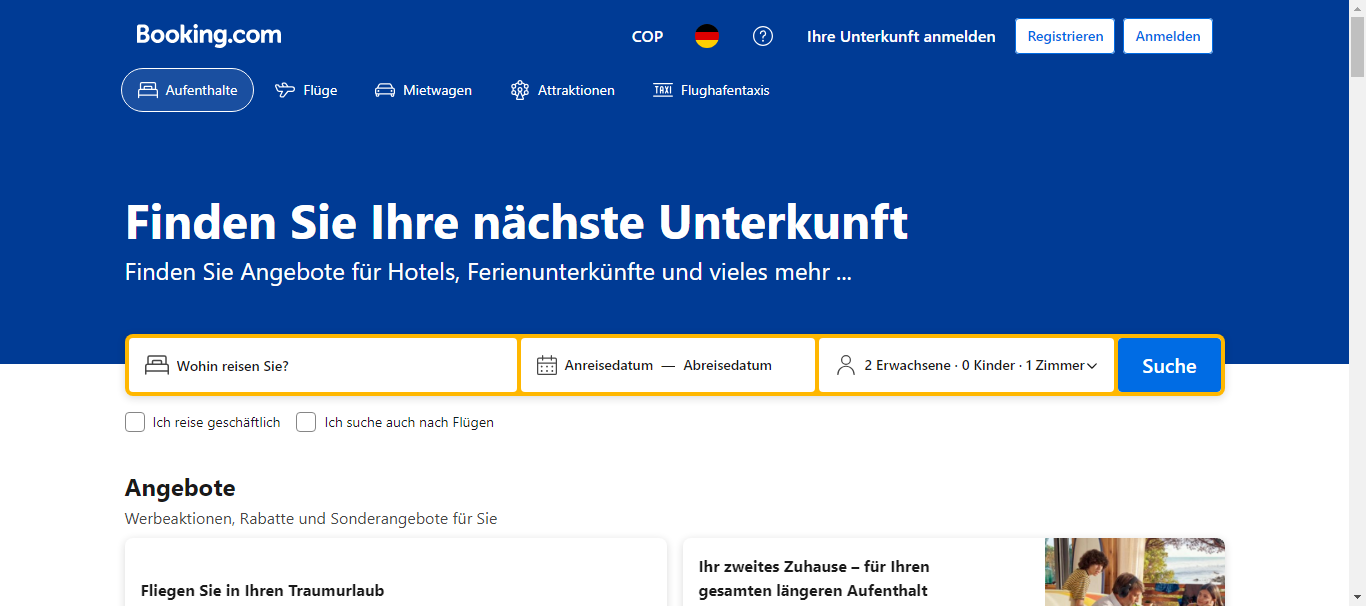 Booking.com
COP
?
Ihre Unterkunft anmelden
Registrieren
Anmelden
Aufenthalte
Flüge
Mietwagen
Attraktionen
TAXI Flughafentaxis
Finden Sie Ihre nächste Unterkunft
Finden Sie Angebote für Hotels, Ferienunterkünfte und vieles mehr ...
Wohin reisen Sie?
Anreisedatum — Abreisedatum
2 Erwachsene · 0 Kinder · 1 Zimmer
Suche
Ich reise geschäftlich
Ich suche auch nach Flügen
Angebote
Werbeaktionen, Rabatte und Sonderangebote für Sie
Fliegen Sie in Ihren Traumurlaub
Ihr zweites Zuhause – für Ihren
gesamten längeren Aufenthalt